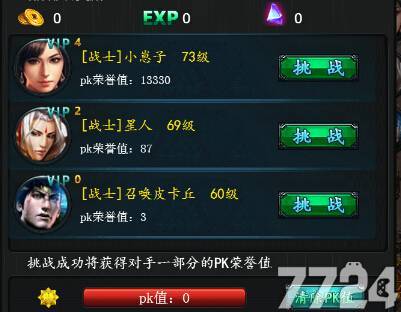 0 EXP 0 0
VIP 4
[战士]小崽子 73级
pk荣誉值：13330
挑战
VIP 2
[战士]星人 69级
pk荣誉值：87
挑战
VIP 0
[战士]召唤皮卡丘 60级
pk荣誉值：3
挑战
挑战成功将获得对手一部分的PK荣誉值
pk值：0
清除PK值
7724